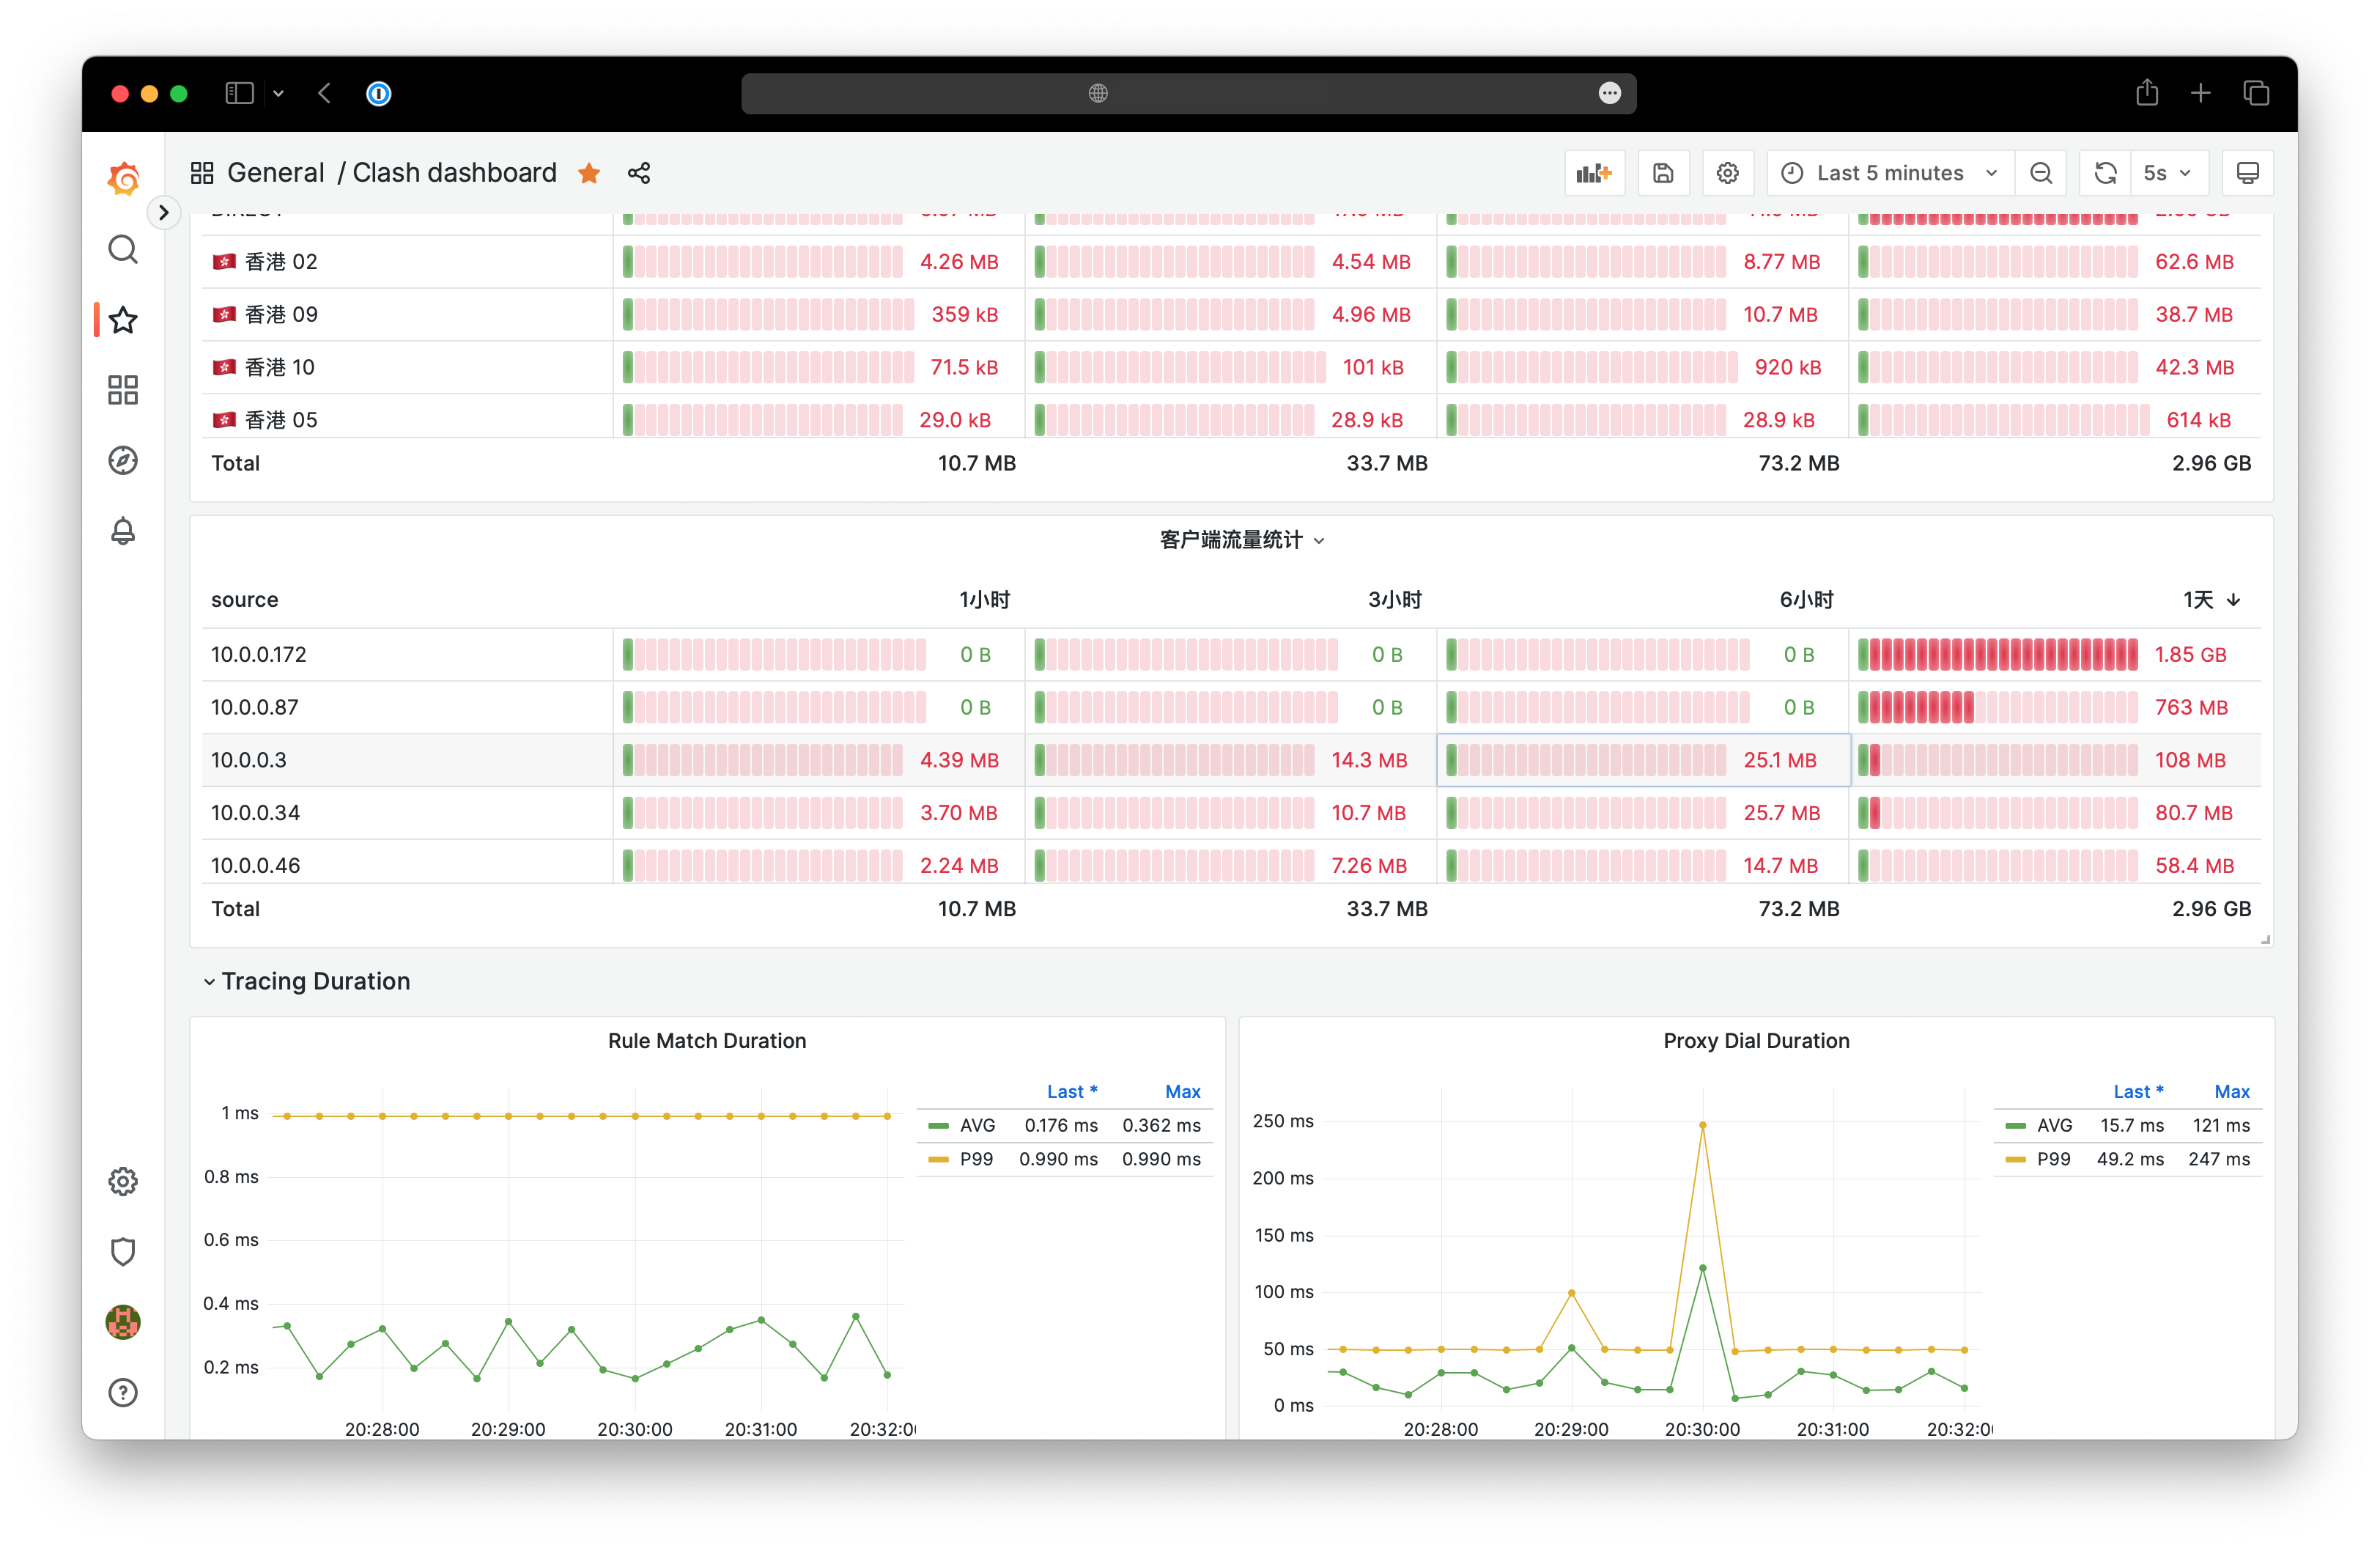 General / Clash dashboard
Last 5 minutes
5s
香港 02 4.26 MB 4.54 MB 8.77 MB 62.6 MB
香港 09 359 kB 4.96 MB 10.7 MB 38.7 MB
香港 10 71.5 kB 101 kB 920 kB 42.3 MB
香港 05 29.0 kB 28.9 kB 28.9 kB 614 kB
Total 10.7 MB 33.7 MB 73.2 MB 2.96 GB
客户端流量统计
source 1小时 3小时 6小时 1天
10.0.0.172 0 B 0 B 0 B 1.85 GB
10.0.0.87 0 B 0 B 0 B 763 MB
10.0.0.3 4.39 MB 14.3 MB 25.1 MB 108 MB
10.0.0.34 3.70 MB 10.7 MB 25.7 MB 80.7 MB
10.0.0.46 2.24 MB 7.26 MB 14.7 MB 58.4 MB
Total 10.7 MB 33.7 MB 73.2 MB 2.96 GB
Tracing Duration
Rule Match Duration
Last * Max
AVG 0.176 ms 0.362 ms
P99 0.990 ms 0.990 ms
1 ms
0.8 ms
0.6 ms
0.4 ms
0.2 ms
20:28:00 20:29:00 20:30:00 20:31:00 20:32:0
Proxy Dial Duration
Last * Max
AVG 15.7 ms 121 ms
P99 49.2 ms 247 ms
250 ms
200 ms
150 ms
100 ms
50 ms
0 ms
20:28:00 20:29:00 20:30:00 20:31:00 20:32:0